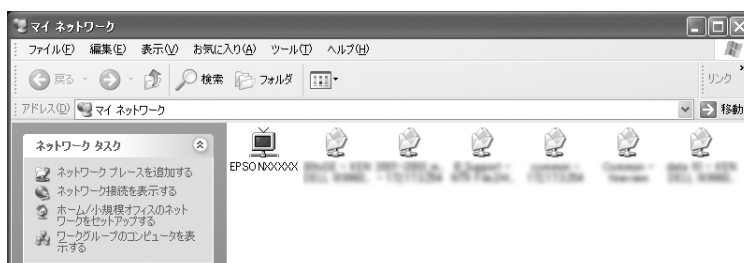 マイ ネットワーク
ファイル(F) 編集(E) 表示(V) お気に入り(A) ツール(T) ヘルプ(H)
戻る 検索 フォルダ リンク
アドレス(D) マイ ネットワーク 移動
ネットワーク タスク
ネットワーク プレースを追加する
ネットワーク接続を表示する
ホーム/小規模オフィスのネット
ワークをセットアップする
ワークグループのコンピュータを表
示する
EPSONXXXXX